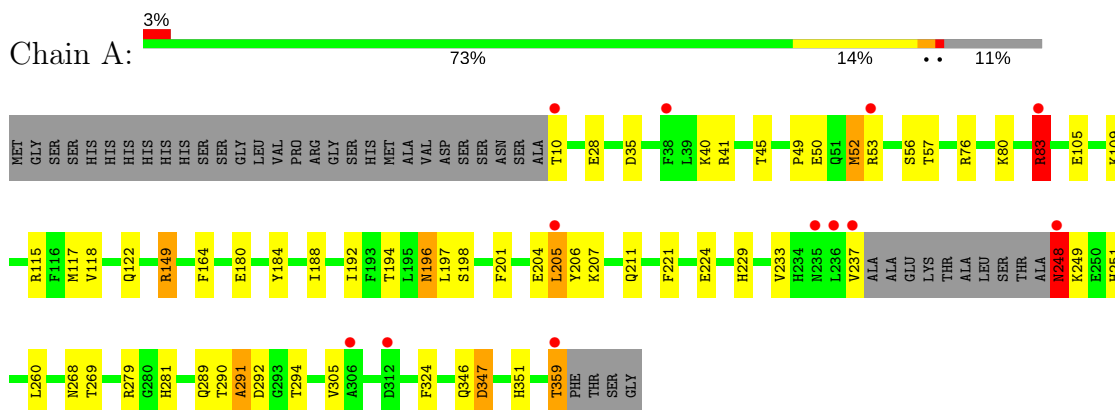 3%
Chain A:
73% 14% • • 11%
MET GLY SER SER HIS HIS HIS HIS HIS HIS SER SER GLY LEU VAL PRO ARG GLY SER HIS MET ALA VAL ASP SER SER ASN SER ALA T10 E28 D35 F38 L39 K40 R41 T45 P49 E50 Q51 M52 R53 S56 T57 R76 K80 R83 E105 K109
R115 F116 M117 V118 Q122 R149 F164 E180 Y184 I188 I192 F193 T194 L195 N196 L197 S198 F201 E204 L205 Y206 K207 Q211 F221 E224 H229 V233 H234 N235 L236 V237 ALA ALA GLU LYS THR ALA LEU SER THR ALA N248 K249 E250 H251
L260 N268 T269 R279 G280 H281 Q289 T290 A291 D292 G293 T294 V305 A306 D312 F324 Q346 D347 H351 T359 PHE THR SER GLY